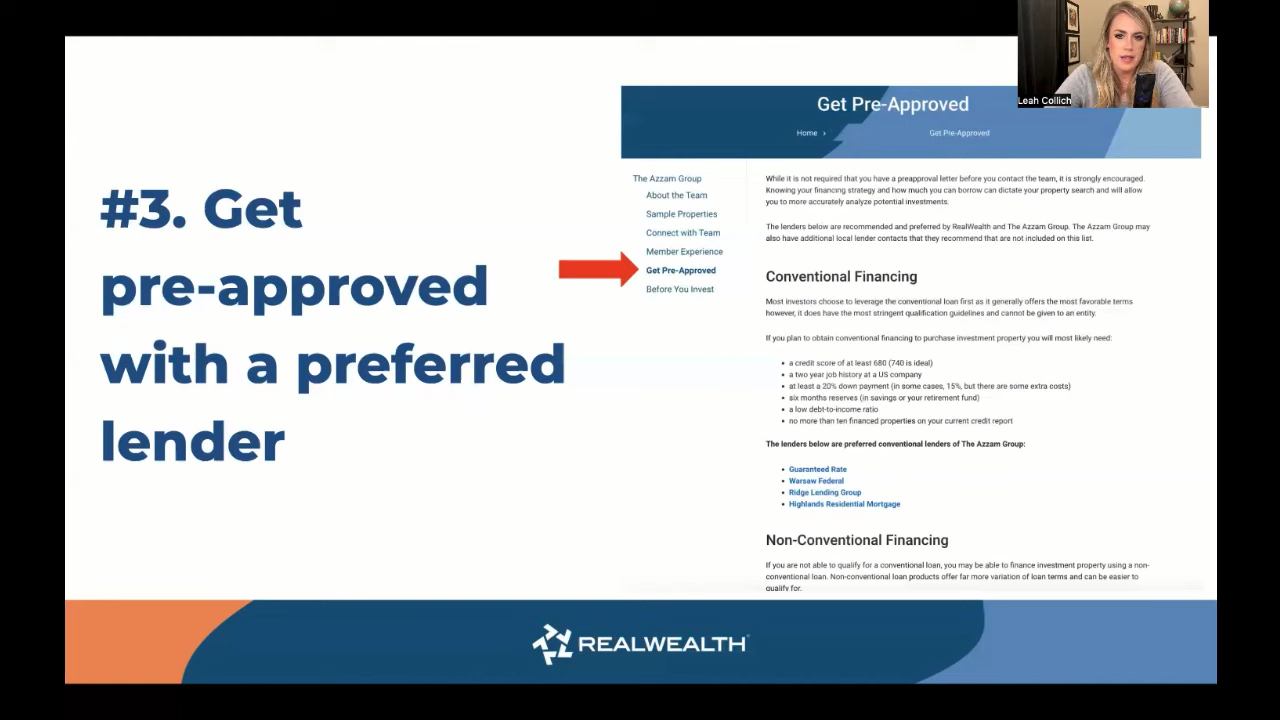 #3. Get
pre-approved
with a preferred
lender
Get Pre-Approved
Home ›
Get Pre-Approved
The Azzam Group
About the Team
Sample Properties
Connect with Team
Member Experience
Get Pre-Approved
Before You Invest
While it is not required that you have a preapproval letter before you contact the team, it is strongly encouraged.
Knowing your financing strategy and how much you can borrow can dictate your property search and will allow
you to more accurately analyze potential investments.
The lenders below are recommended and preferred by RealWealth and The Azzam Group. The Azzam Group may
also have additional local lender contacts that they recommend that are not included on this list.
Conventional Financing
Most investors choose to leverage the conventional loan first as it generally offers the most favorable terms
however, it does have the most stringent qualification guidelines and cannot be given to an entity.
If you plan to obtain conventional financing to purchase investment property you will most likely need:
• a credit score of at least 680 (740 is ideal)
• a two year job history at a US company
• at least a 20% down payment (in some cases, 15%, but there are some extra costs)
• six months reserves (in savings or your retirement fund)
• a low debt-to-income ratio
• no more than ten financed properties on your current credit report
The lenders below are preferred conventional lenders of The Azzam Group:
• Guaranteed Rate
• Warsaw Federal
• Ridge Lending Group
• Highlands Residential Mortgage
Non-Conventional Financing
If you are not able to qualify for a conventional loan, you may be able to finance investment property using a non-
conventional loan. Non-conventional loan products offer far more variation of loan terms and can be easier to
qualify for.
Leah Collich
REALWEALTH